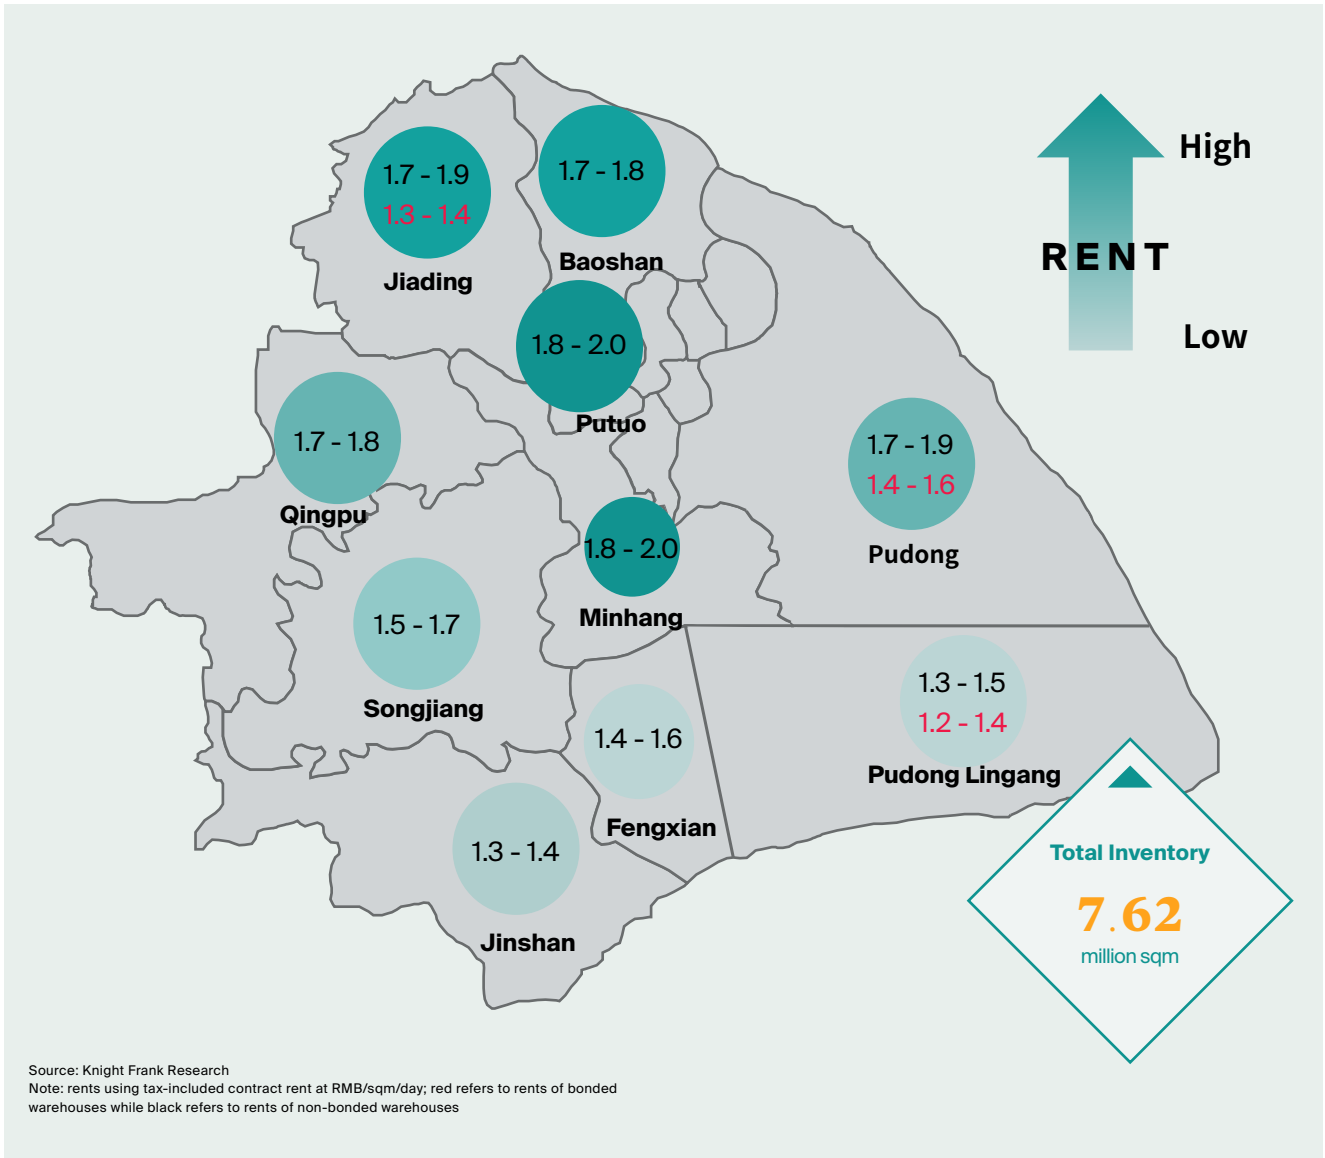 High
RENT
Low
1.7 - 1.9
1.3 - 1.4
Jiading
1.7 - 1.8
Baoshan
1.8 - 2.0
Putuo
1.7 - 1.8
Qingpu
1.7 - 1.9
1.4 - 1.6
Pudong
1.8 - 2.0
Minhang
1.5 - 1.7
Songjiang
1.3 - 1.5
1.2 - 1.4
Pudong Lingang
1.4 - 1.6
Fengxian
1.3 - 1.4
Jinshan
Total Inventory
7.62
million sqm
Source: Knight Frank Research
Note: rents using tax-included contract rent at RMB/sqm/day; red refers to rents of bonded
warehouses while black refers to rents of non-bonded warehouses